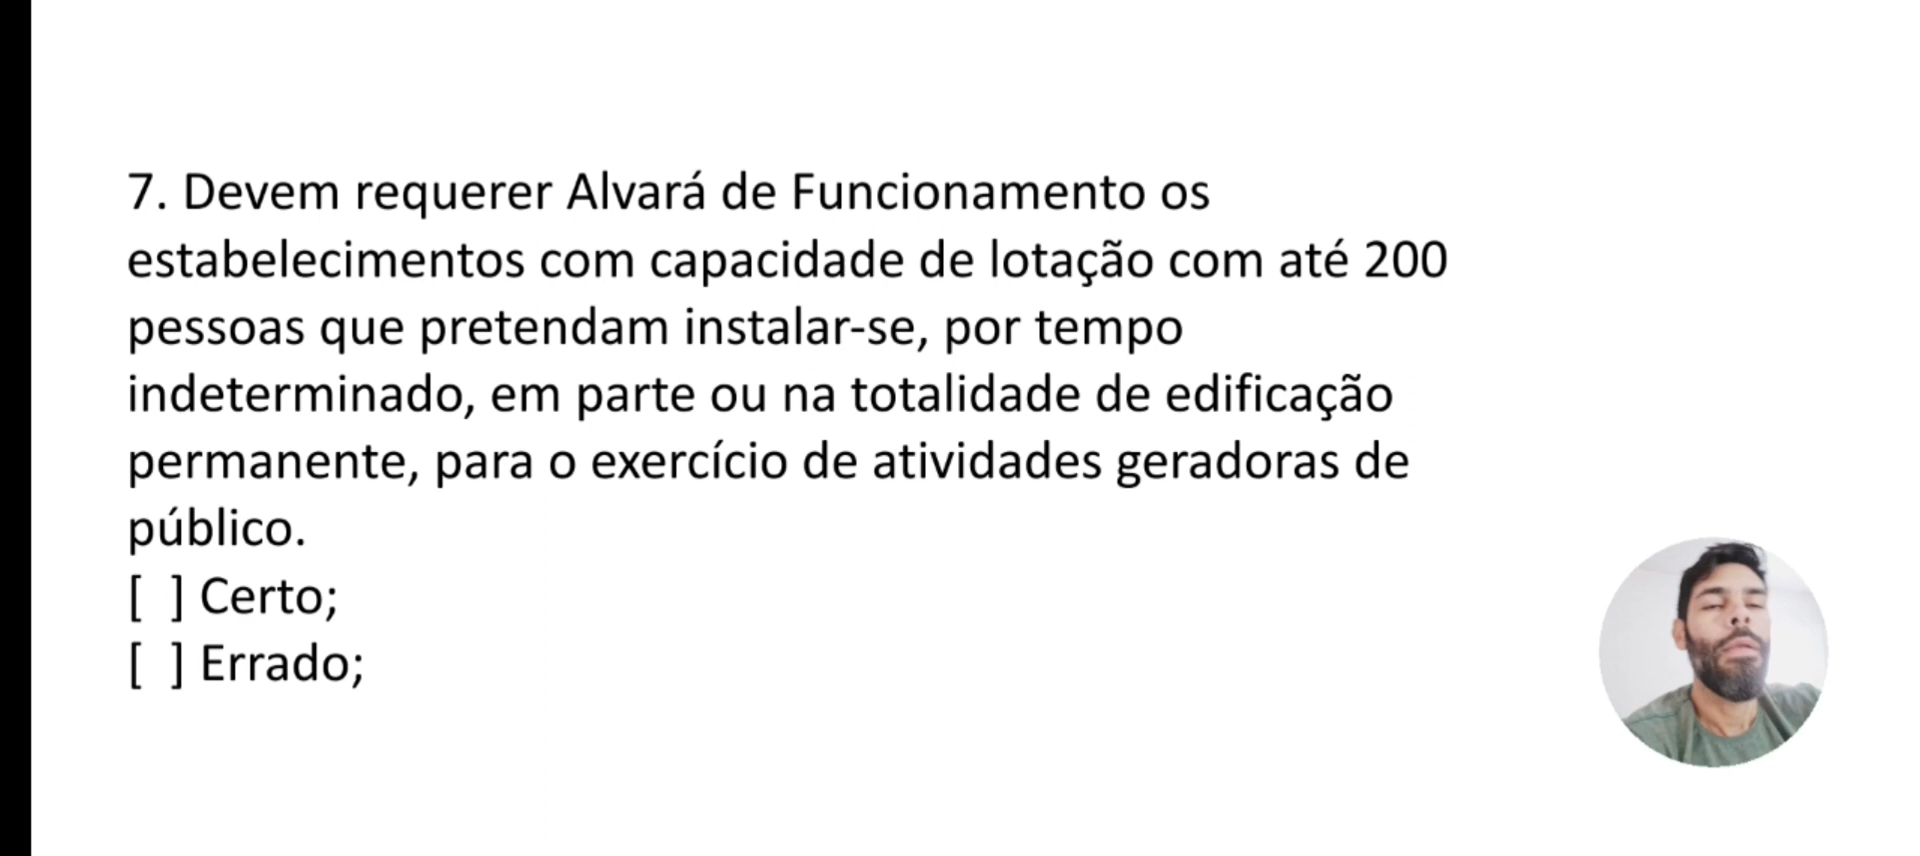 7. Devem requerer Alvará de Funcionamento os
estabelecimentos com capacidade de lotação com até 200
pessoas que pretendam instalar-se, por tempo
indeterminado, em parte ou na totalidade de edificação
permanente, para o exercício de atividades geradoras de
público.
[  ] Certo;
[  ] Errado;